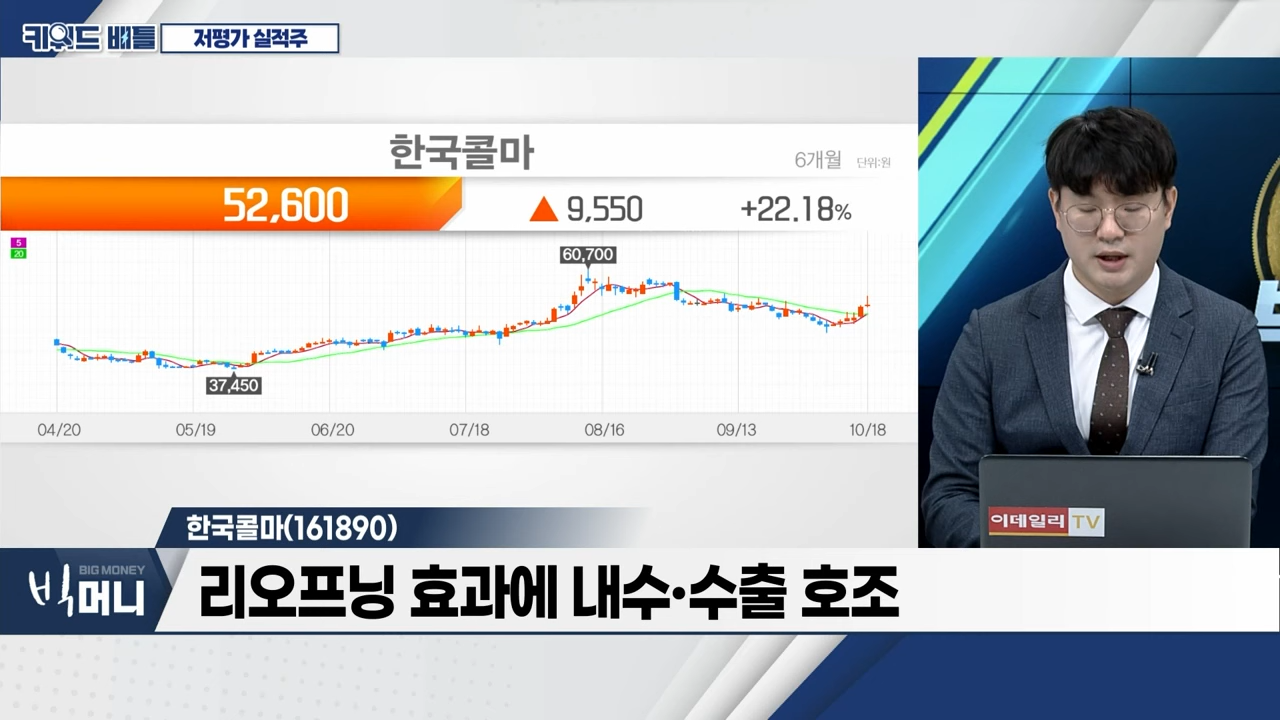 키워드 배틀
저평가 실적주
한국콜마
6개월
단위:원
52,600
▲ 9,550
+22.18%
5
20
60,700
37,450
04/20
05/19
06/20
07/18
08/16
09/13
10/18
이데일리 TV
한국콜마(161890)
BIG MONEY
빅머니
리오프닝 효과에 내수·수출 호조